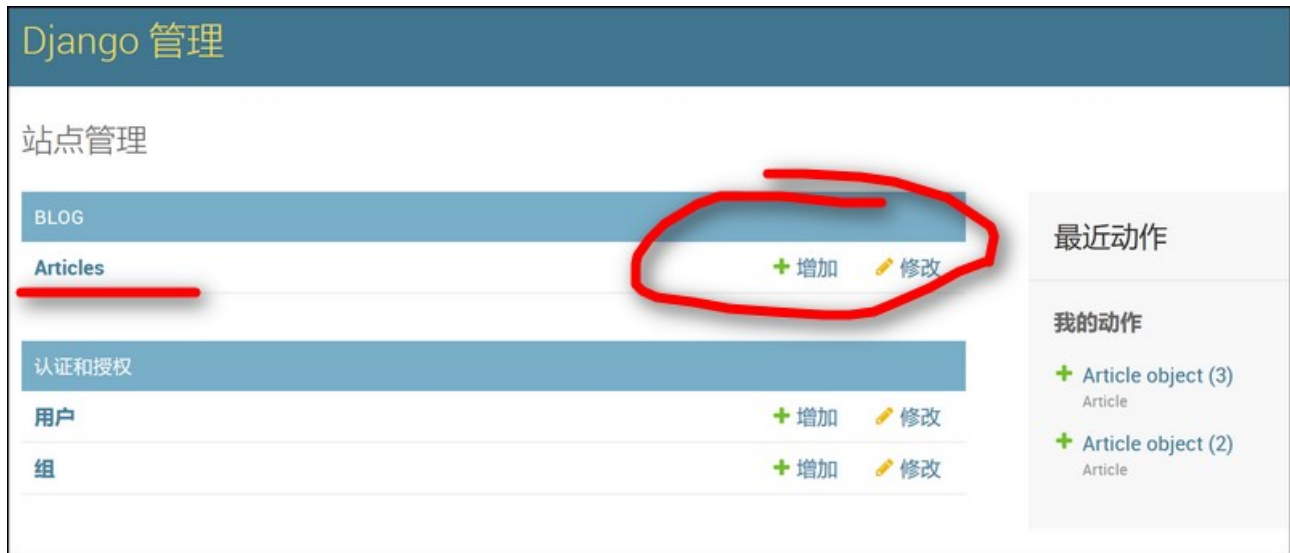 Django 管理
站点管理
BLOG
Articles 增加 修改
认证和授权
用户 增加 修改
组 增加 修改
最近动作
我的动作
Article object (3)
Article
Article object (2)
Article